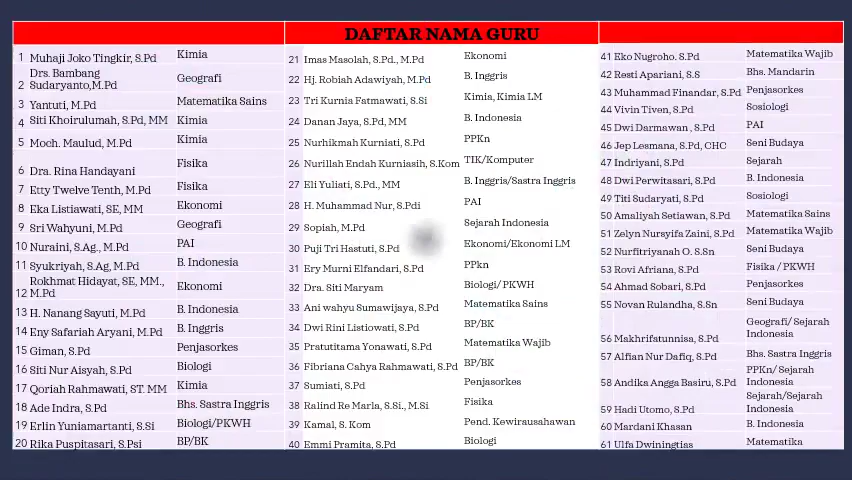 DAFTAR NAMA GURU
1 Muhaji Joko Tingkir, S.Pd Kimia
Drs. Bambang
2 Sudaryanto,M.Pd Geografi
3 Yantuti, M.Pd Matematika Sains
4 Siti Khoirulumah, S.Pd, MM Kimia
5 Moch. Maulud, M.Pd Kimia
6 Dra. Rina Handayani Fisika
7 Etty Twelve Tenth, M.Pd Fisika
8 Eka Listiawati, SE, MM Ekonomi
9 Sri Wahyuni, M.Pd Geografi
10 Nuraini, S.Ag., M.Pd PAI
11 Syukriyah, S.Ag, M.Pd B. Indonesia
Rokhmat Hidayat, SE, MM.,
12 M.Pd Ekonomi
13 H. Nanang Sayuti, M.Pd B. Indonesia
14 Eny Safariah Aryani, M.Pd B. Inggris
15 Giman, S.Pd Penjasorkes
16 Siti Nur Aisyah, S.Pd Biologi
17 Qoriah Rahmawati, ST. MM Kimia
18 Ade Indra, S.Pd Bhs. Sastra Inggris
19 Erlin Yuniamartanti, S.Si Biologi/PKWH
20 Rika Puspitasari, S.Psi BP/BK
21 Imas Masolah, S.Pd., M.Pd Ekonomi
22 Hj. Robiah Adawiyah, M.Pd B. Inggris
23 Tri Kurnia Fatmawati, S.Si Kimia, Kimia LM
24 Danan Jaya, S.Pd, MM B. Indonesia
25 Nurhikmah Kurniati, S.Pd PPKn
26 Nurillah Endah Kurniasih, S.Kom TIK/Komputer
27 Eli Yuliati, S.Pd., MM B. Inggris/Sastra Inggris
28 H. Muhammad Nur, S.Pdi PAI
29 Sopiah, M.Pd Sejarah Indonesia
30 Puji Tri Hastuti, S.Pd Ekonomi/Ekonomi LM
31 Ery Murni Elfandari, S.Pd PPkn
32 Dra. Siti Maryam Biologi/ PKWH
33 Ani wahyu Sumawijaya, S.Pd Matematika Sains
34 Dwi Rini Listiowati, S.Pd BP/BK
35 Pratutitama Yonawati, S.Pd Matematika Wajib
36 Fibriana Cahya Rahmawati, S.Pd BP/BK
37 Sumiati, S.Pd Penjasorkes
38 Ralind Re Marla, S.Si., M.Si Fisika
39 Kamal, S. Kom Pend. Kewirausahawan
40 Emmi Pramita, S.Pd Biologi
41 Eko Nugroho. S.Pd Matematika Wajib
42 Resti Apariani, S.S Bhs. Mandarin
43 Muhammad Finandar, S.Pd Penjasorkes
44 Vivin Tiven, S.Pd Sosiologi
45 Dwi Darmawan , S.Pd PAI
46 Jep Lesmana, S.Pd, CHC Seni Budaya
47 Indriyani, S.Pd Sejarah
48 Dwi Perwitasari, S.Pd B. Indonesia
49 Titi Sudaryati, S.Pd Sosiologi
50 Amaliyah Setiawan, S.Pd Matematika Sains
51 Zelyn Nursyifa Zaini, S.Pd Matematika Wajib
52 Nurfitriyanah O. S.Sn Seni Budaya
53 Rovi Afriana, S.Pd Fisika / PKWH
54 Ahmad Sobari, S.Pd Penjasorkes
55 Novan Rulandha, S.Sn Seni Budaya
Geografi/ Sejarah
56 Makhrifatunnisa, S.Pd Indonesia
57 Alfian Nur Dafiq, S.Pd Bhs. Sastra Inggris
PPKn/ Sejarah
58 Andika Angga Basiru, S.Pd Indonesia
Sejarah/Sejarah
59 Hadi Utomo, S.Pd Indonesia
60 Mardani Khasan B. Indonesia
61 Ulfa Dwiningtias Matematika